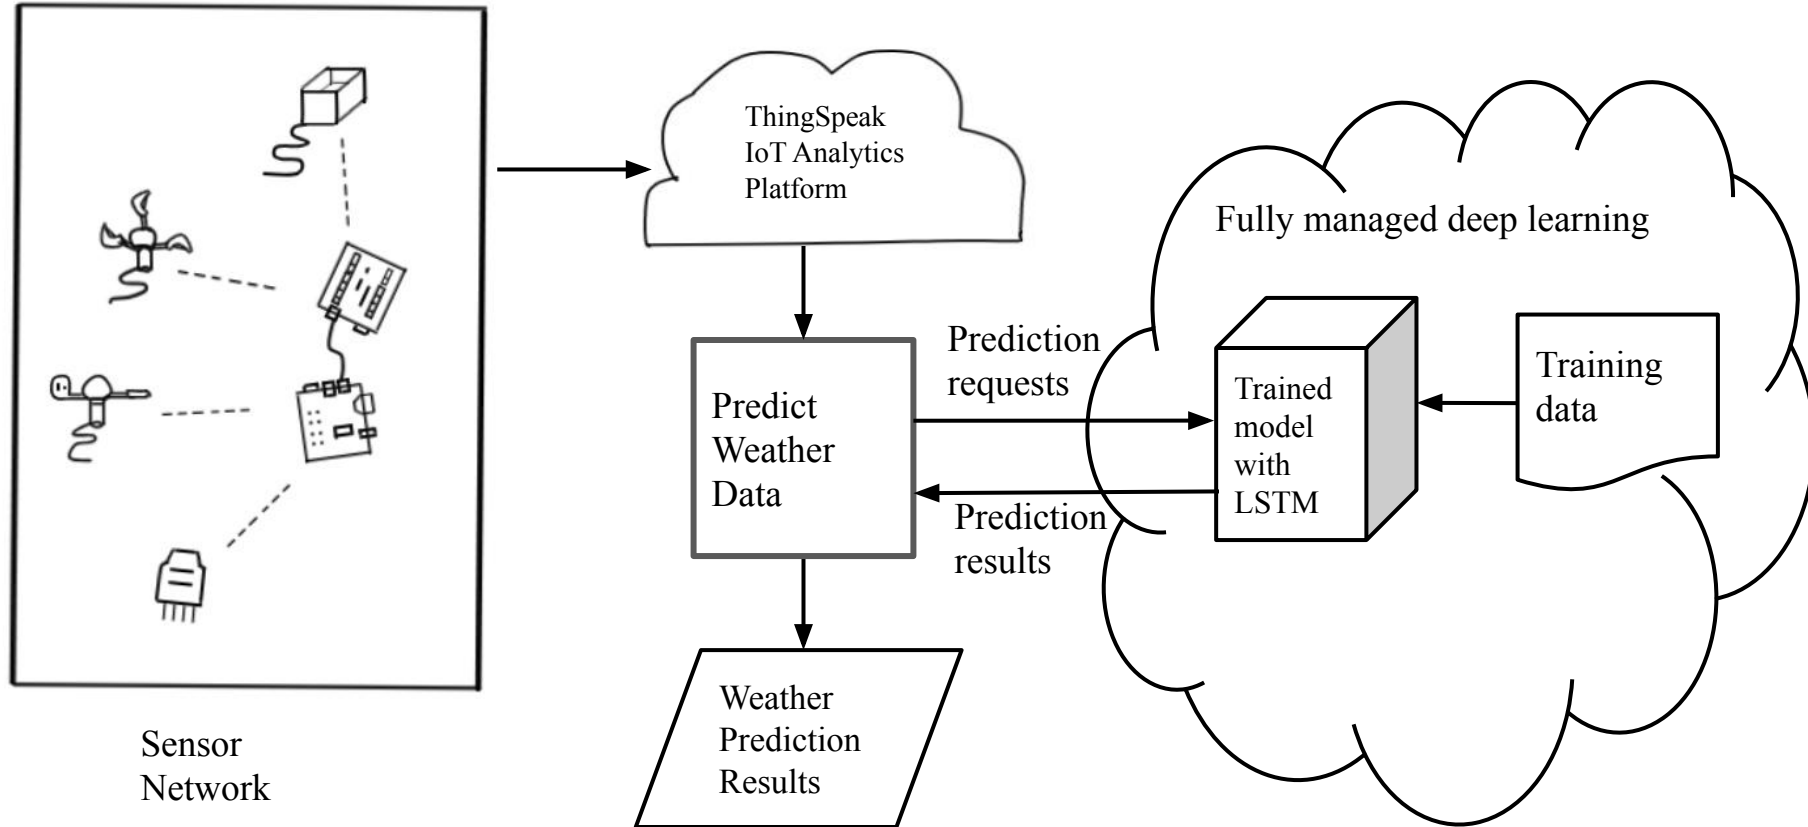 ThingSpeak
IoT Analytics
Platform
Fully managed deep learning
Prediction
requests
Predict
Weather
Data
Trained
model
with
LSTM
Training
data
Prediction
results
Weather
Prediction
Results
Sensor
Network